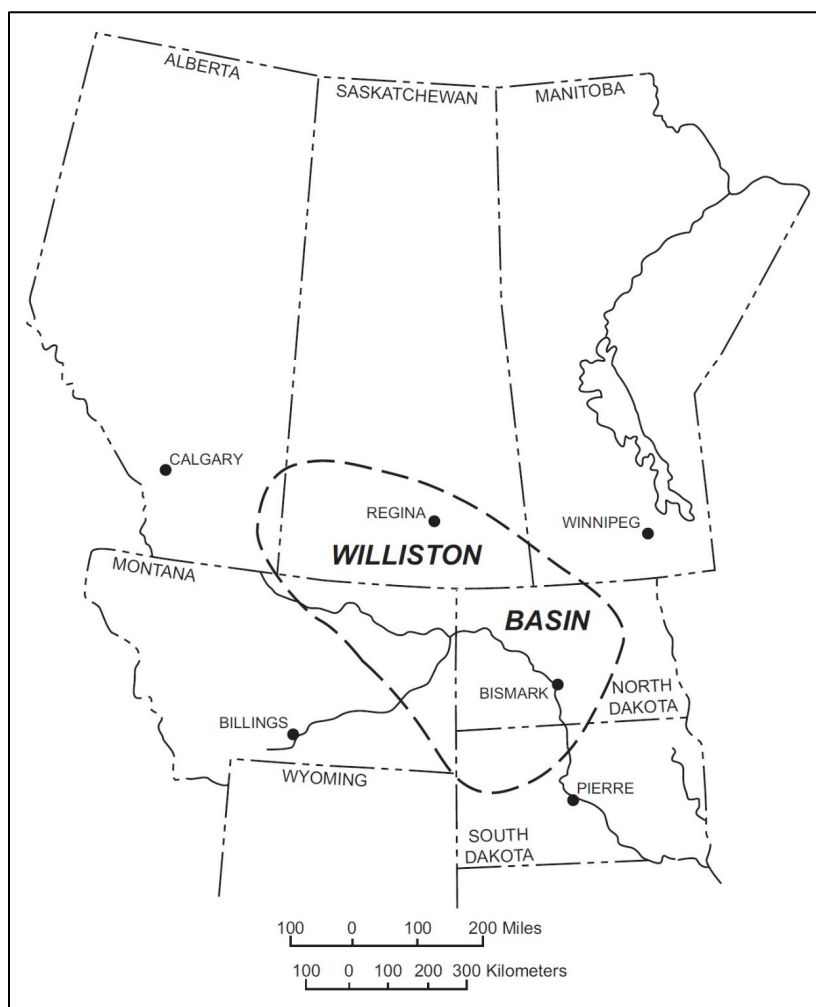 ALBERTA
SASKATCHEWAN
MANITOBA
CALGARY
REGINA
WINNIPEG
WILLISTON
MONTANA
BASIN
BISMARK
NORTH
DAKOTA
BILLINGS
WYOMING
PIERRE
SOUTH
DAKOTA
100 0 100 200 Miles
100 0 100 200 300 Kilometers